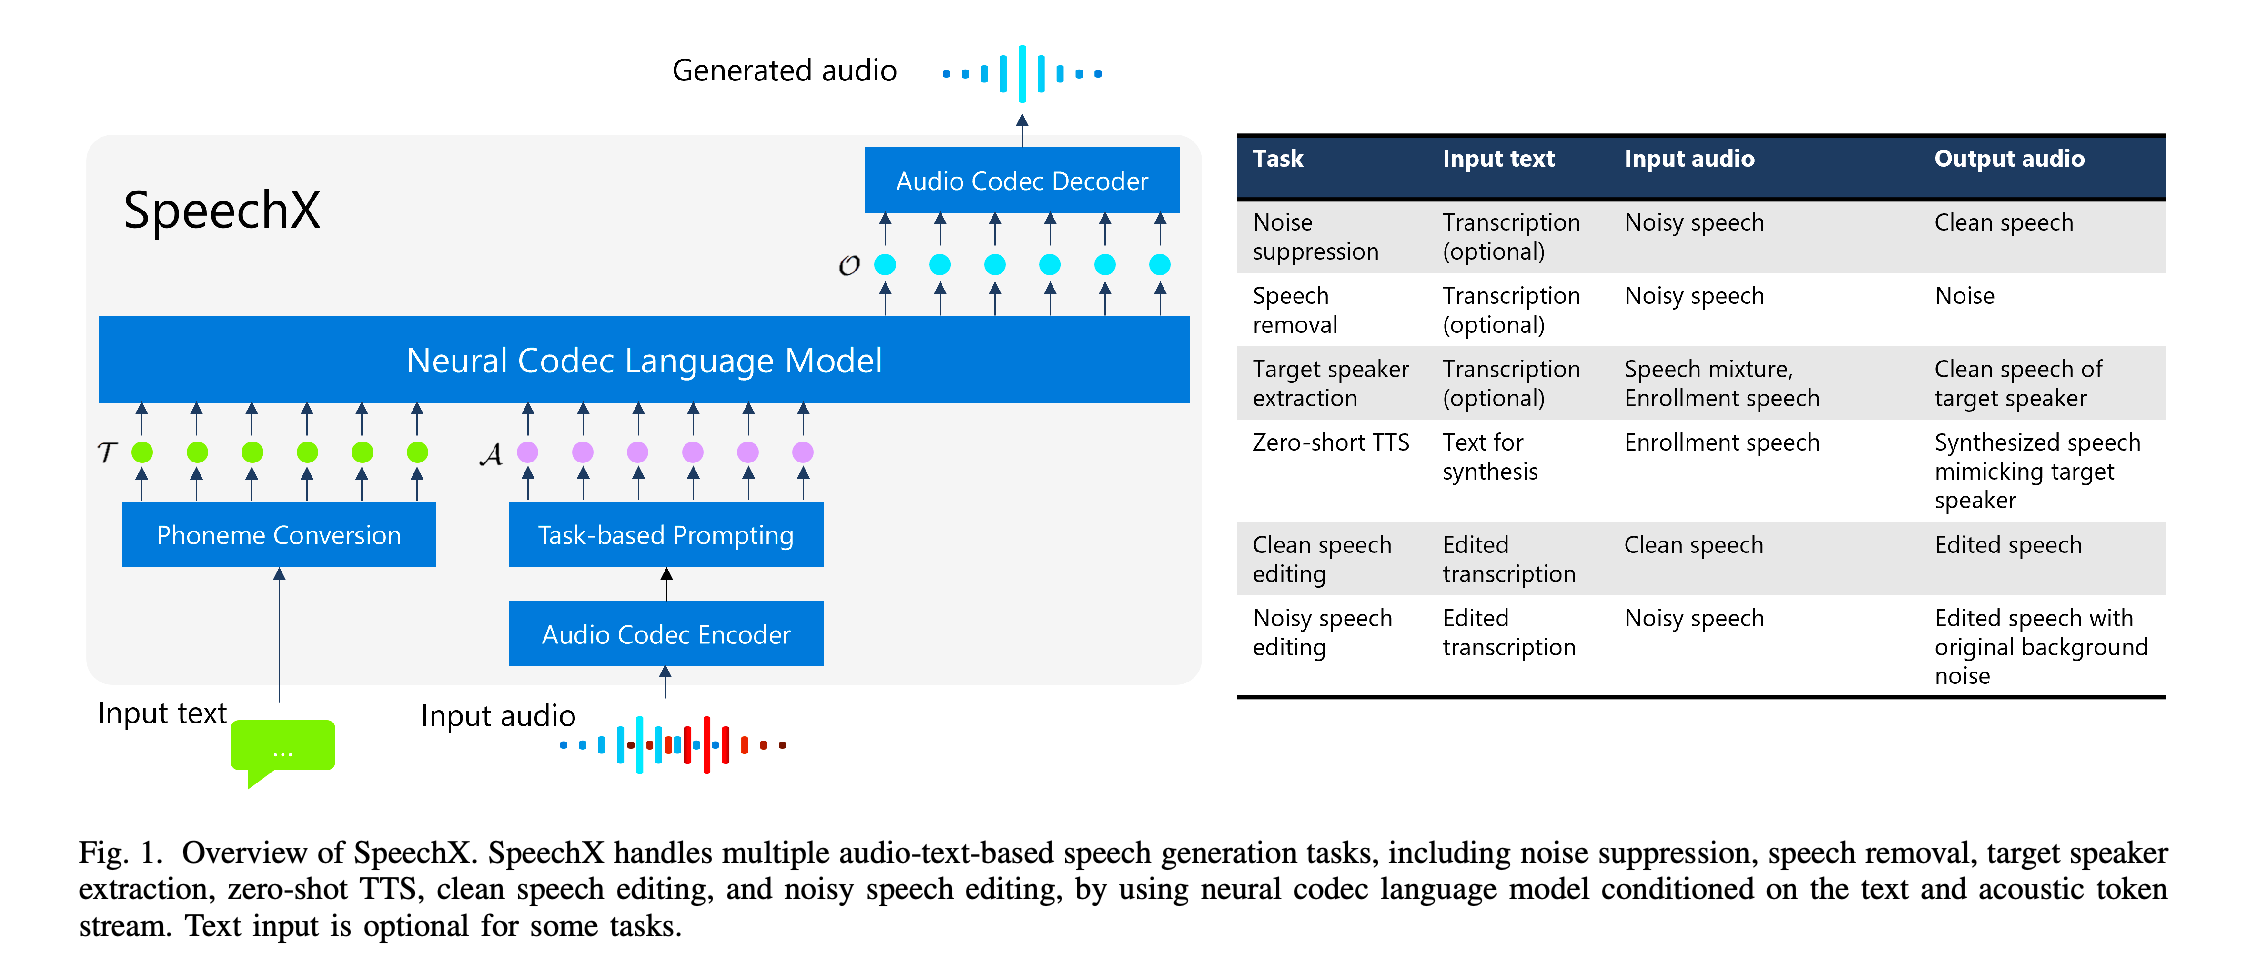 Generated audio
SpeechX
Audio Codec Decoder
𝒪
Neural Codec Language Model
𝒯
𝒜
Phoneme Conversion
Task-based Prompting
Audio Codec Encoder
Input text
...
Input audio
Task Input text Input audio Output audio
Noise Transcription Noisy speech Clean speech
suppression (optional)
Speech Transcription Noisy speech Noise
removal (optional)
Target speaker Transcription Speech mixture, Clean speech of
extraction (optional) Enrollment speech target speaker
Zero-short TTS Text for Enrollment speech Synthesized speech
synthesis mimicking target
speaker
Clean speech Edited Clean speech Edited speech
editing transcription
Noisy speech Edited Noisy speech Edited speech with
editing transcription original background
noise
Fig. 1. Overview of SpeechX. SpeechX handles multiple audio-text-based speech generation tasks, including noise suppression, speech removal, target speaker
extraction, zero-shot TTS, clean speech editing, and noisy speech editing, by using neural codec language model conditioned on the text and acoustic token
stream. Text input is optional for some tasks.